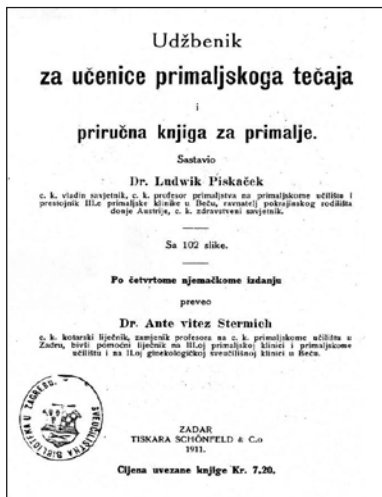 Udžbenik
za učenice primaljskoga tečaja
i
priručna knjiga za primalje.
Sastavio
Dr. Ludwik Piskaček
c. k. vladin savjetnik, c. k. profesor primaljstva na primaljskome učilištu i
prestojnik III.e primaljske klinike u Beču, ravnatelj pokrajinskog rodilišta
donje Austrije, c. k. zdravstveni savjetnik.
Sa 102 slike.
Po četvrtome njemačkome izdanju
preveo
Dr. Ante vitez Stermich
c. k. kotarski liječnik, zamjenik profesora na c. k. primaljskome učilištu u
Zadru, bivši pomoćni liječnik na III.oj primaljskoj klinici i primaljskome
učilištu i na II.oj ginekologičkoj sveučilišnoj klinici u Beču.
SVEUČILIŠTNA BIBLIOTEKA U ZAGREBU
ZADAR
TISKARA SCHÖNFELD & C.o
1911.
Cijena uvezane knjige Kr. 7.20.